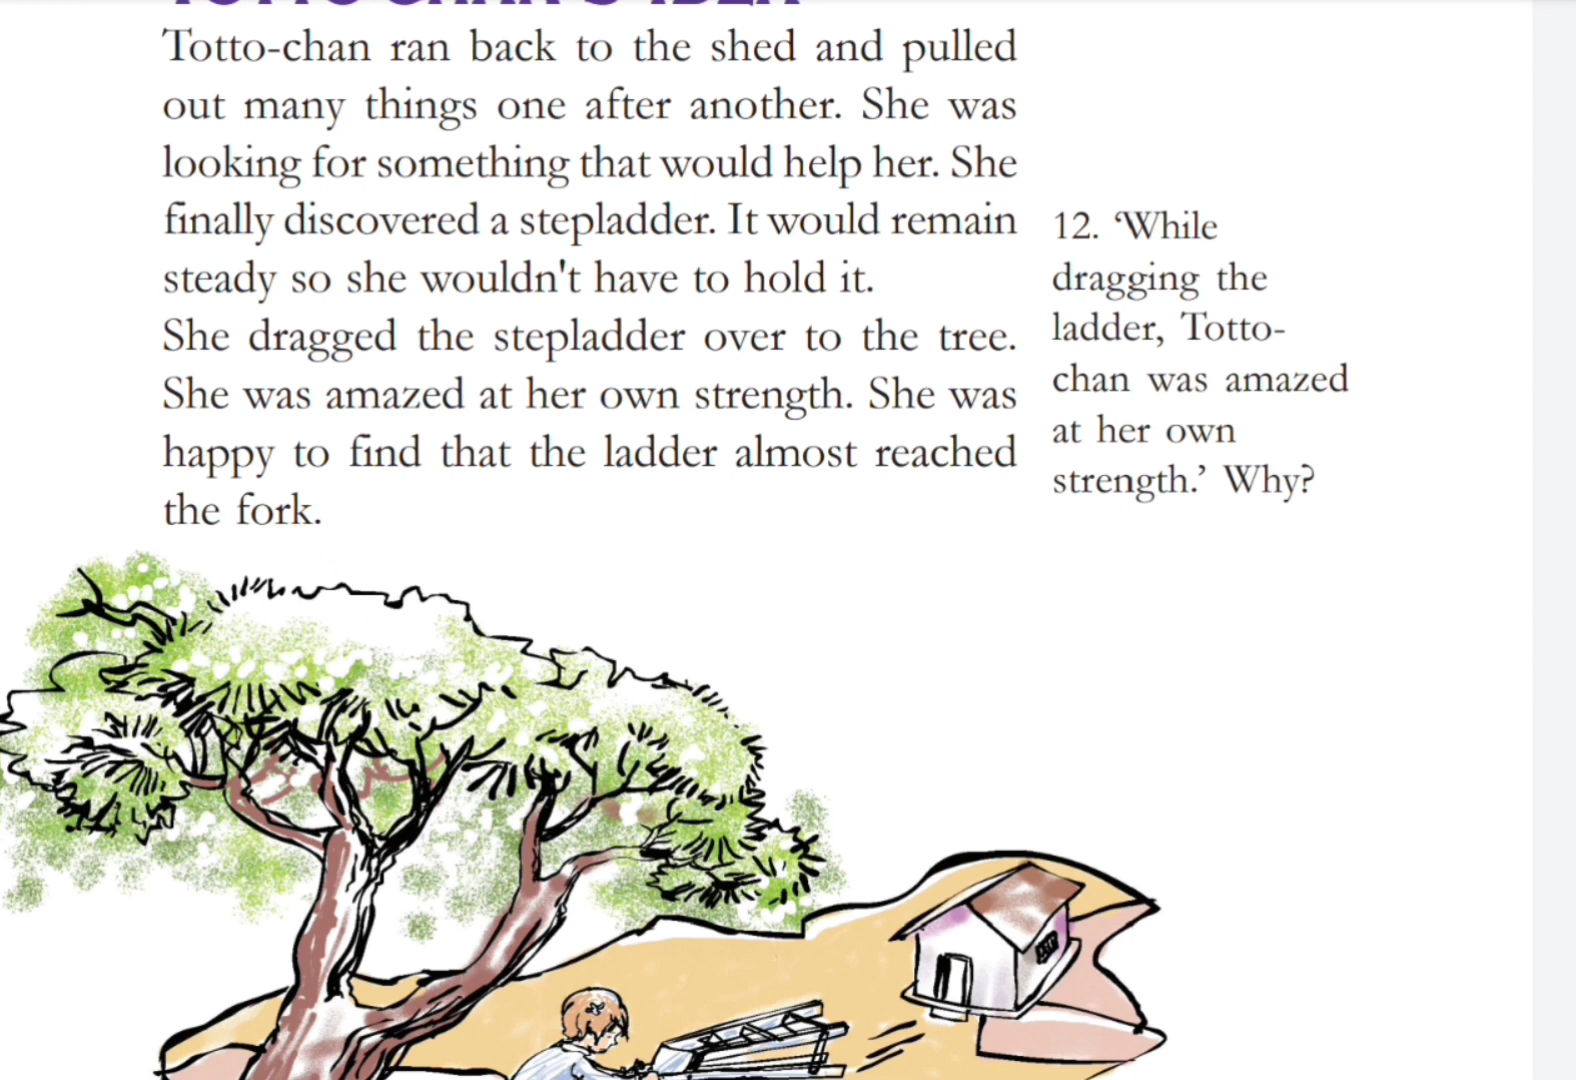 Totto-chan ran back to the shed and pulled
out many things one after another. She was
looking for something that would help her. She
finally discovered a stepladder. It would remain
steady so she wouldn't have to hold it.
She dragged the stepladder over to the tree.
She was amazed at her own strength. She was
happy to find that the ladder almost reached
the fork.
12. ‘While
dragging the
ladder, Totto-
chan was amazed
at her own
strength.’ Why?